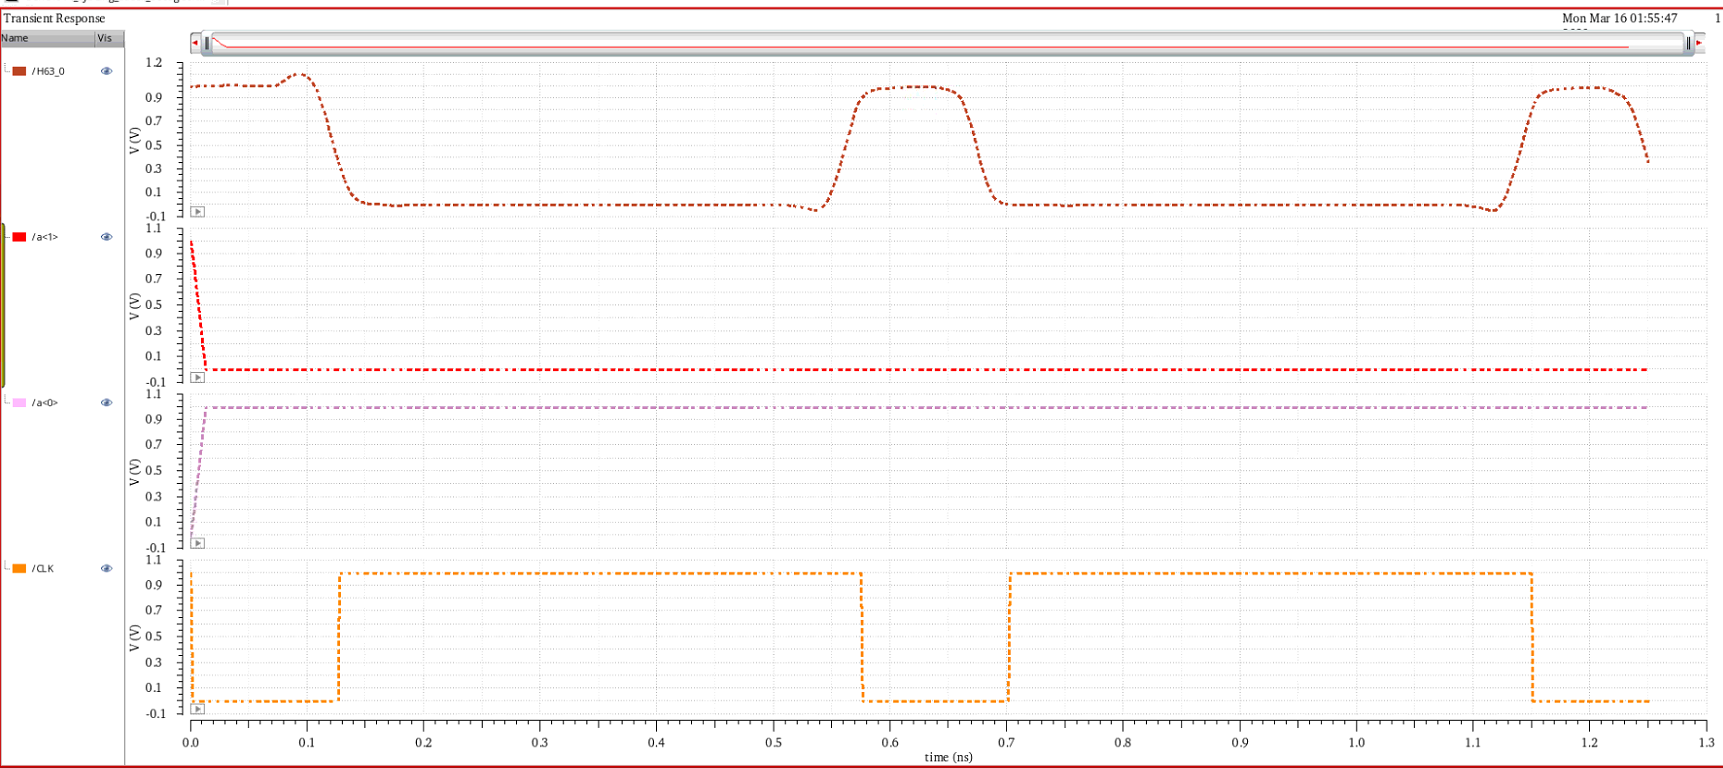 Transient Response
Mon Mar 16 01:55:47
1
Name Vis
/H63_0
1.2
0.9
0.7
0.5
0.3
0.1
-0.1
V (V)
/a<1>
1.1
0.9
0.7
0.5
0.3
0.1
-0.1
V (V)
/a<0>
1.1
0.9
0.7
0.5
0.3
0.1
-0.1
V (V)
/CLK
1.1
0.9
0.7
0.5
0.3
0.1
-0.1
V (V)
0.0 0.1 0.2 0.3 0.4 0.5 0.6 0.7 0.8 0.9 1.0 1.1 1.2 1.3
time (ns)